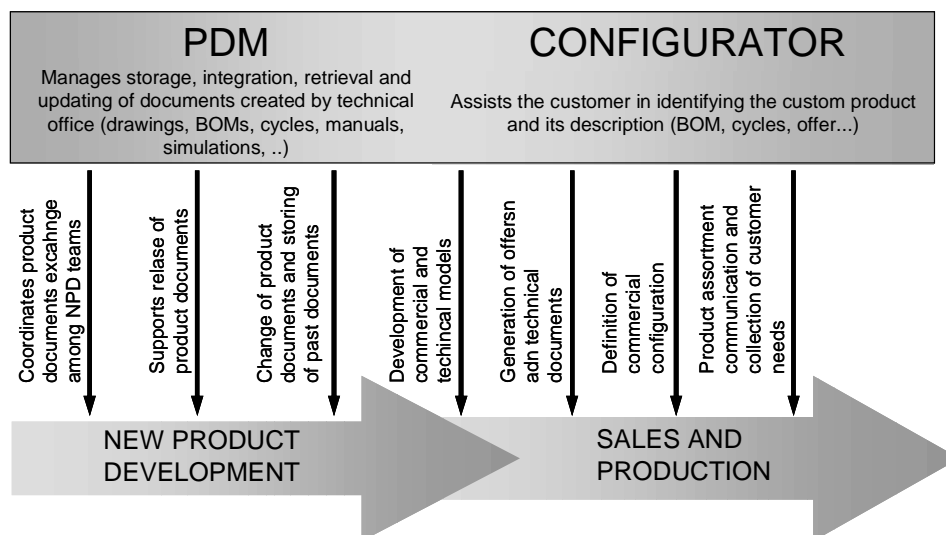 PDM
Manages storage, integration, retrieval and
updating of documents created by technical
office (drawings, BOMs, cycles, manuals,
simulations, ..)
CONFIGURATOR
Assists the customer in identifying the custom product
and its description (BOM, cycles, offer...)
Coordinates product
documents excahnge
among NPD teams
Supports relase of
product documents
Change of product
documents and storing
of past documents
Development of
commercial and
techincal models
Generation of offersn
adn technical
documents
Definition of
commercial
configuration
Product assortment
communication and
collection of customer
needs
NEW PRODUCT
DEVELOPMENT
SALES AND
PRODUCTION